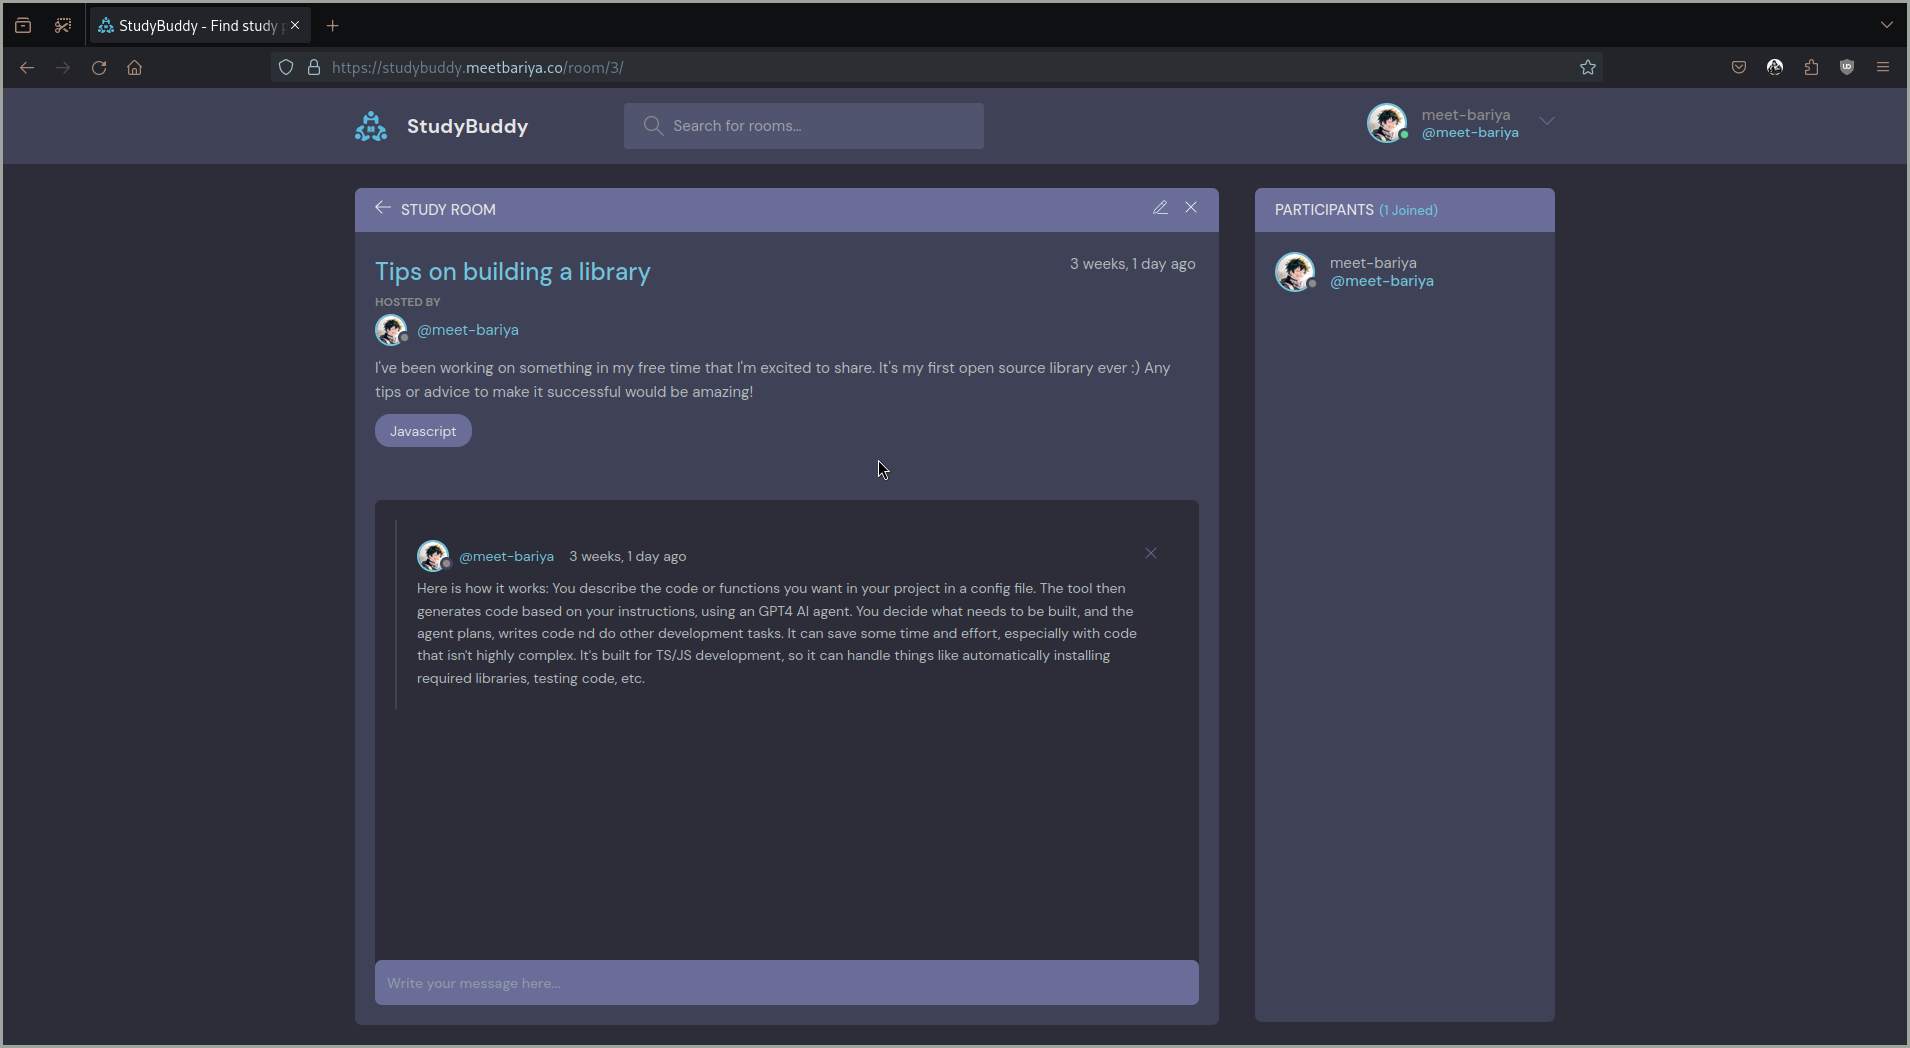 StudyBuddy - Find study
https://studybuddy.meetbariya.co/room/3/
StudyBuddy
Search for rooms...
meet-bariya
@meet-bariya
STUDY ROOM
Tips on building a library
3 weeks, 1 day ago
HOSTED BY
@meet-bariya
I've been working on something in my free time that I'm excited to share. It's my first open source library ever :) Any
tips or advice to make it successful would be amazing!
Javascript
@meet-bariya 3 weeks, 1 day ago
Here is how it works: You describe the code or functions you want in your project in a config file. The tool then
generates code based on your instructions, using an GPT4 AI agent. You decide what needs to be built, and the
agent plans, writes code nd do other development tasks. It can save some time and effort, especially with code
that isn't highly complex. It's built for TS/JS development, so it can handle things like automatically installing
required libraries, testing code, etc.
Write your message here...
PARTICIPANTS (1 Joined)
meet-bariya
@meet-bariya